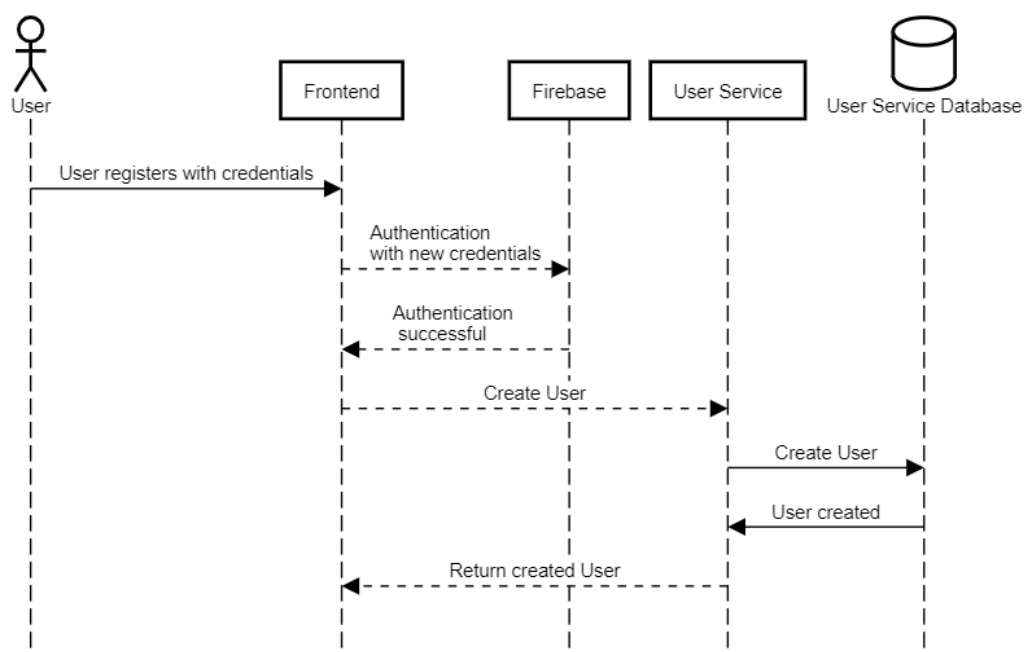 User
Frontend
Firebase
User Service
User Service Database
User registers with credentials
Authentication
with new credentials
Authentication
successful
Create User
Create User
User created
Return created User